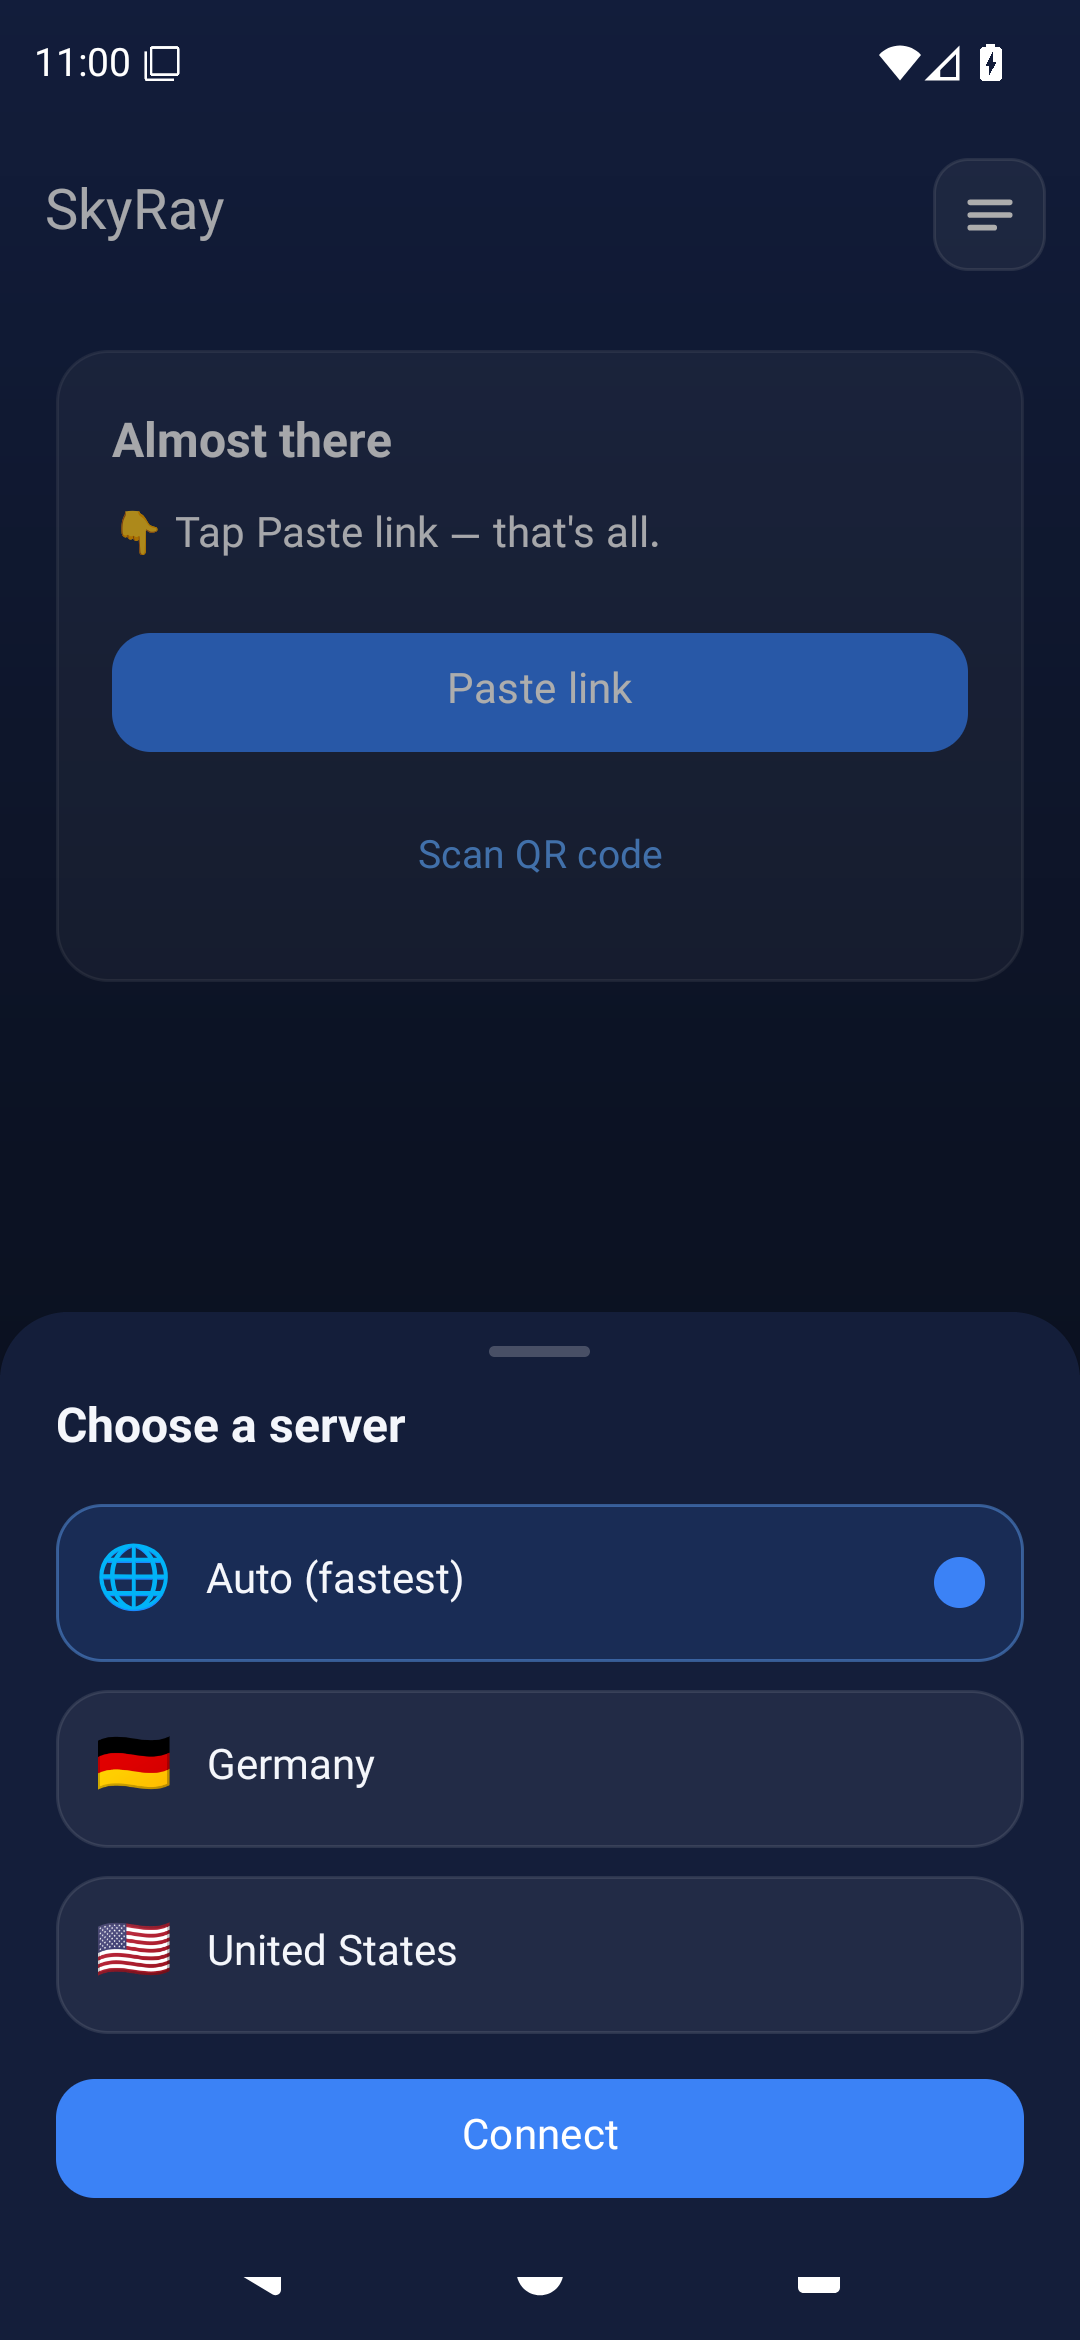 11:00
SkyRay
Almost there
👇 Tap Paste link — that's all.
Paste link
Scan QR code
Choose a server
Auto (fastest)
Germany
United States
Connect